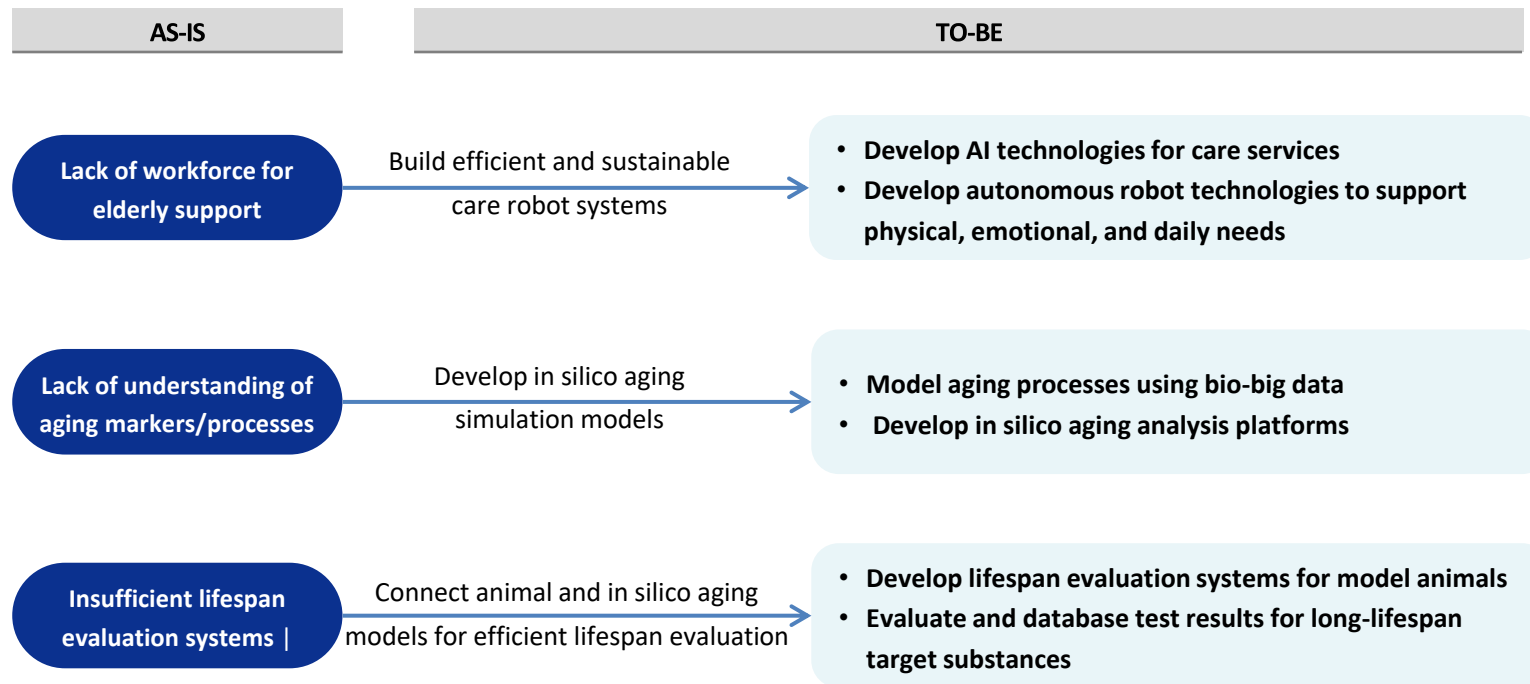 AS-IS
TO-BE
Lack of workforce for
elderly support
Build efficient and sustainable
care robot systems
• Develop AI technologies for care services
• Develop autonomous robot technologies to support
physical, emotional, and daily needs
Lack of understanding of
aging markers/processes
Develop in silico aging
simulation models
• Model aging processes using bio-big data
• Develop in silico aging analysis platforms
Insufficient lifespan
evaluation systems |
Connect animal and in silico aging
models for efficient lifespan evaluation
• Develop lifespan evaluation systems for model animals
• Evaluate and database test results for long-lifespan
target substances